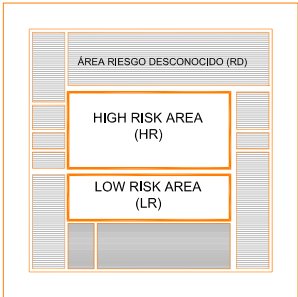 ÁREA RIESGO DESCONOCIDO (RD)
HIGH RISK AREA
(HR)
LOW RISK AREA
(LR)